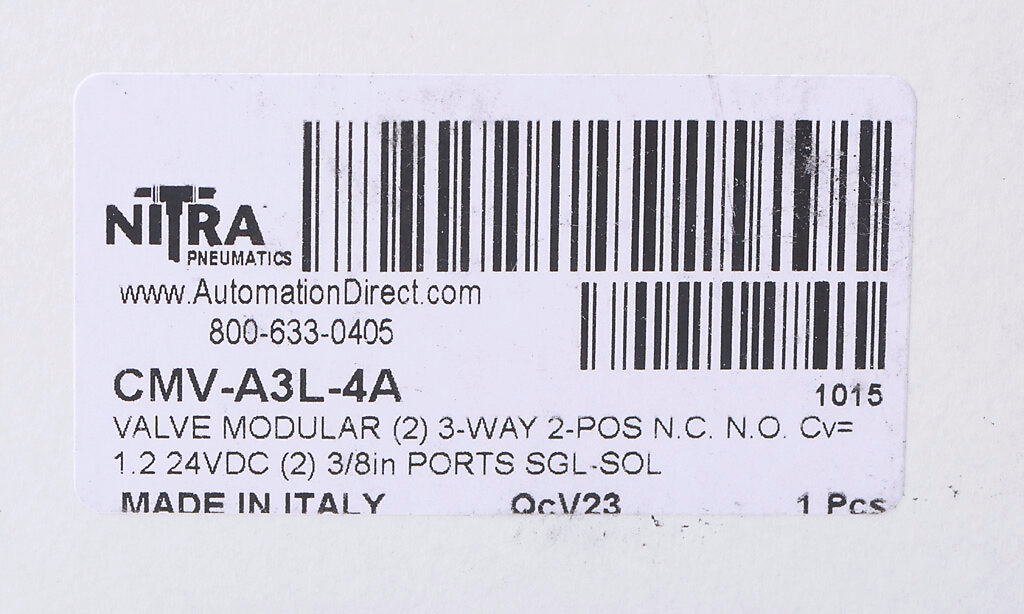 NITRA
PNEUMATICS
www.AutomationDirect.com
800-633-0405
CMV-A3L-4A
1015
VALVE MODULAR (2) 3-WAY 2-POS N.C. N.O. Cv=
1.2 24VDC (2) 3/8in PORTS SGL-SOL
MADE IN ITALY QcV23 1 Pcs